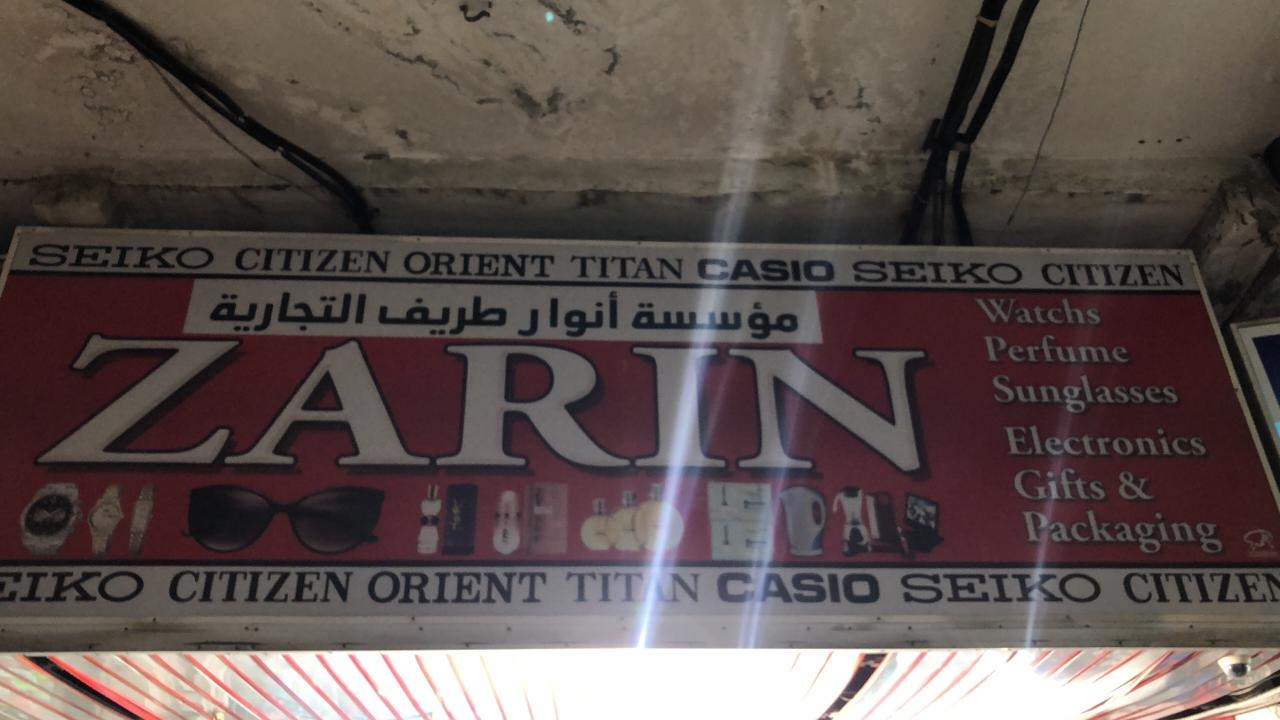 SEIKO CITIZEN ORIENT TITAN CASIO SEIKO CITIZEN
مؤسسة أنوار طريف التجارية
ZARIN
Watchs
Perfume
Sunglasses
Electronics
Gifts &
Packaging
EIKO CITIZEN ORIENT TITAN CASIO SEIKO CITIZEN